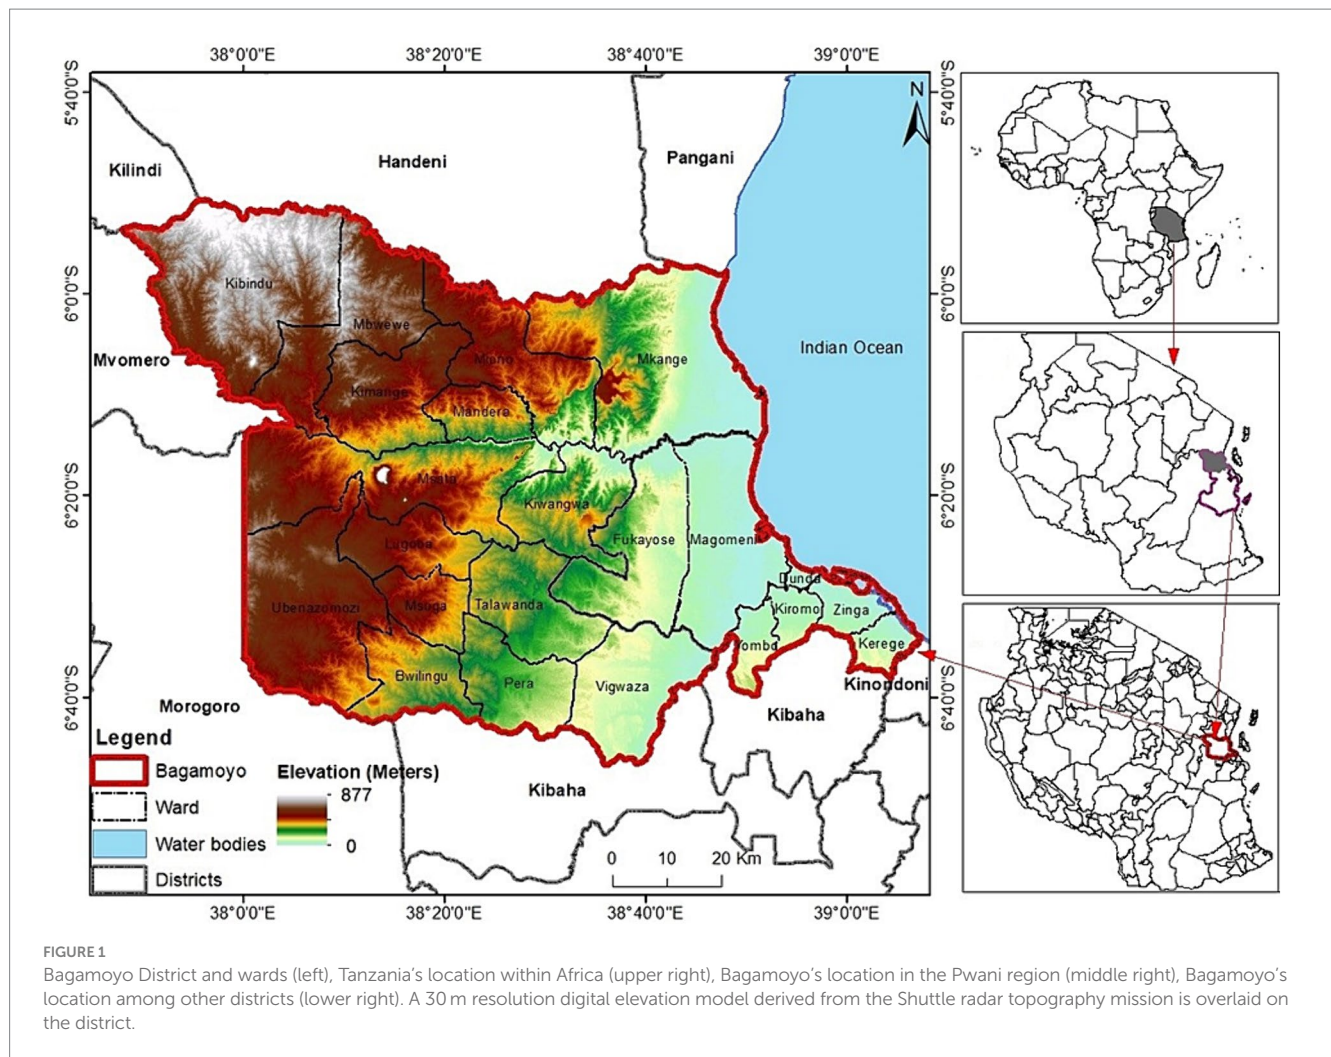 38°0'0"E 38°20'0"E 38°40'0"E 39°0'0"E
5°40'0"S
5°40'0"S
N
Kilindi
Handeni
Pangani
Kibindu
6°0'0"S
6°0'0"S
Mbwewe
Indian Ocean
Mvomero
Miono
Mkange
Kimange
Mandera
Msata
6°20'0"S
6°20'0"S
Kiwangwa
Fukayose
Magomeni
Lugoba
Dunda
Ubenazomozi
Msuga
Talawanda
Kiromo
Zinga
Kerege
Bwilingu
Pera
Vigwaza
Kinondoni
6°40'0"S
6°40'0"S
Morogoro
Kibaha
Legend
Bagamoyo
Ward
Water bodies
Districts
Elevation (Meters)
877
0
Kibaha
0 10 20 Km
38°0'0"E 38°20'0"E 38°40'0"E 39°0'0"E
FIGURE 1
Bagamoyo District and wards (left), Tanzania's location within Africa (upper right), Bagamoyo's location in the Pwani region (middle right), Bagamoyo's
location among other districts (lower right). A 30 m resolution digital elevation model derived from the Shuttle radar topography mission is overlaid on
the district.